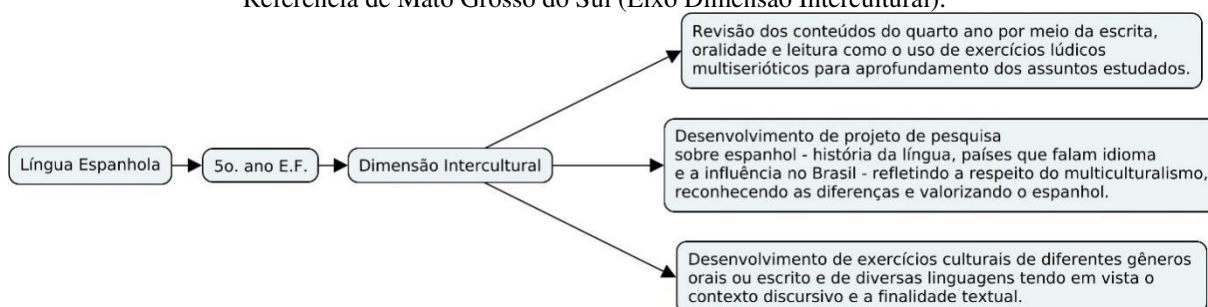 Referência de Mato Grosso do Sul (Eixo Dimensão Intercultural).
Revisão dos conteúdos do quarto ano por meio da escrita,
oralidade e leitura como o uso de exercícios lúdicos
multiserióticos para aprofundamento dos assuntos estudados.
Língua Espanhola
5o. ano E.F.
Dimensão Intercultural
Desenvolvimento de projeto de pesquisa
sobre espanhol - história da língua, países que falam idioma
e a influência no Brasil - refletindo a respeito do multiculturalismo,
reconhecendo as diferenças e valorizando o espanhol.
Desenvolvimento de exercícios culturais de diferentes gêneros
orais ou escrito e de diversas linguagens tendo em vista o
contexto discursivo e a finalidade textual.